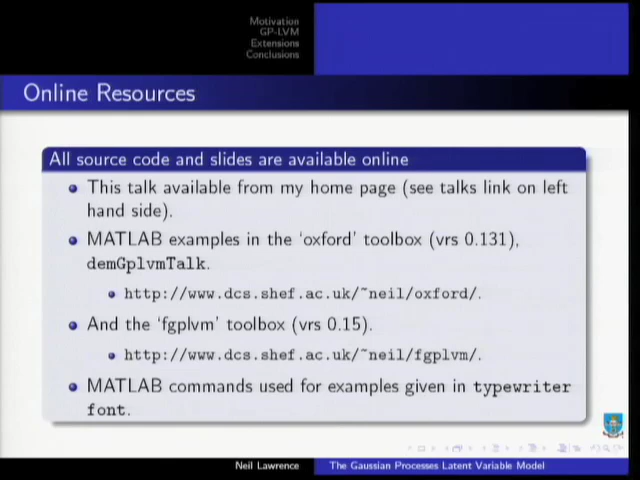 Motivation
GP-LVM
Extensions
Conclusions
Online Resources
All source code and slides are available online
This talk available from my home page (see talks link on left
hand side).
MATLAB examples in the ‘oxford’ toolbox (vrs 0.131),
demGplvmTalk.
http://www.dcs.shef.ac.uk/~neil/oxford/.
And the ‘fgplvm’ toolbox (vrs 0.15).
http://www.dcs.shef.ac.uk/~neil/fgplvm/.
MATLAB commands used for examples given in typewriter
font.
Neil Lawrence
The Gaussian Processes Latent Variable Model